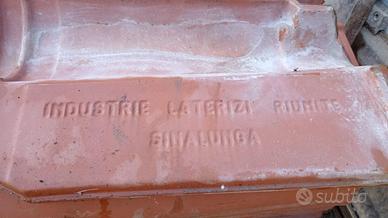 INDUSTRIE LATERIZI RIUNITE
SINALUNGA
subito